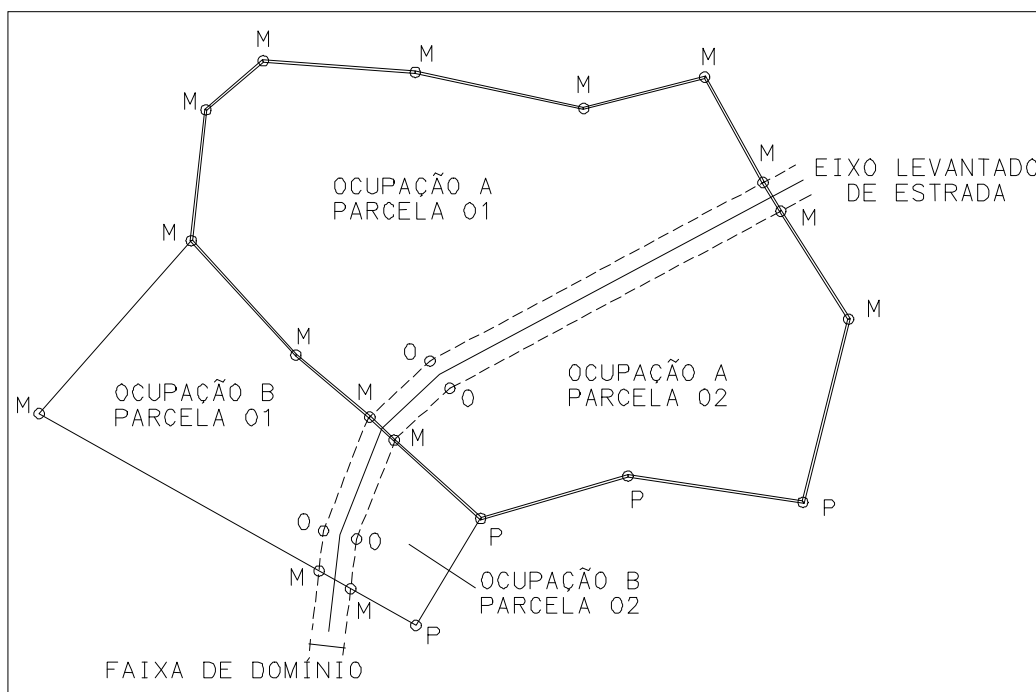 M
M
M
M
M
M
EIXO LEVANTADO
DE ESTRADA
OCUPAÇÃO A
PARCELA 01
M
M
M
M
O
OCUPAÇÃO A
PARCELA 02
O
OCUPAÇÃO B
PARCELA 01
M
M
M
P
P
P
O
O
M
M
OCUPAÇÃO B
PARCELA 02
P
FAIXA DE DOMÍNIO